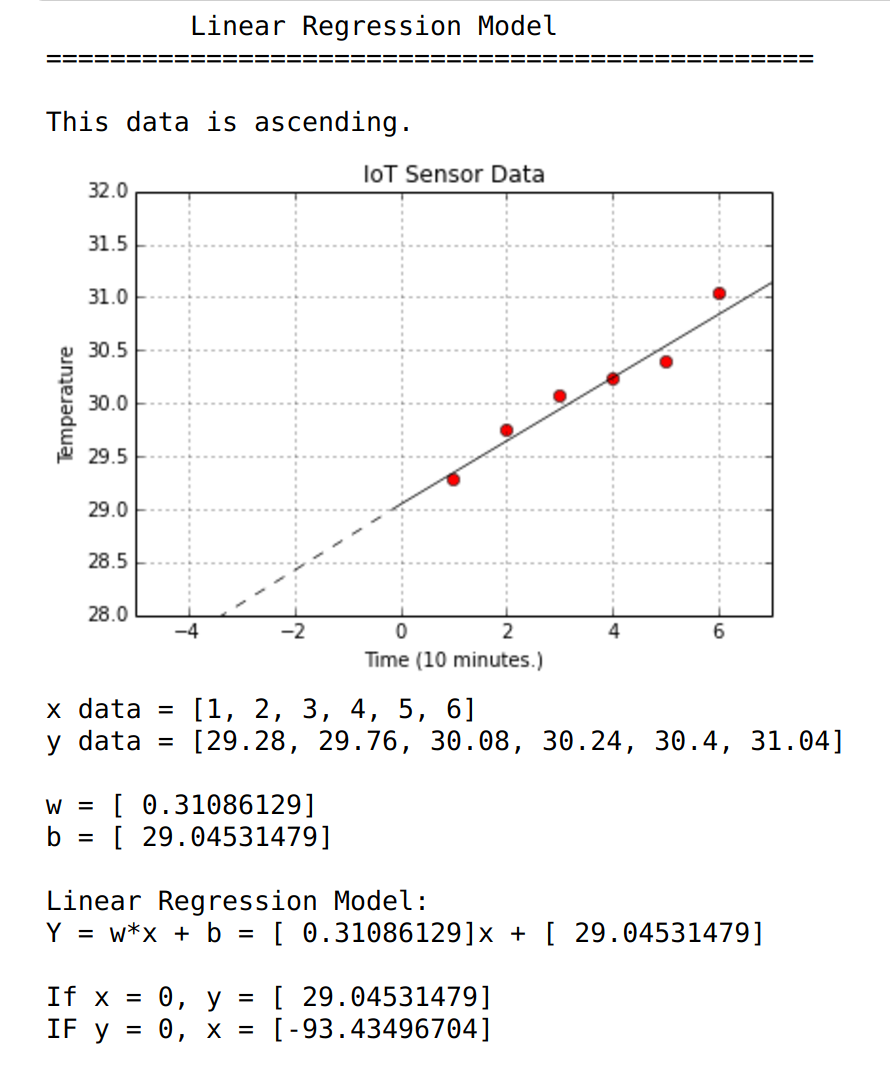 Linear Regression Model
================================================
This data is ascending.
IoT Sensor Data
32.0
31.5
31.0
30.5
30.0
29.5
29.0
28.5
28.0
Temperature
−4 −2 0 2 4 6
Time (10 minutes.)
x data = [1, 2, 3, 4, 5, 6]
y data = [29.28, 29.76, 30.08, 30.24, 30.4, 31.04]
w = [ 0.31086129]
b = [ 29.04531479]
Linear Regression Model:
Y = w*x + b = [ 0.31086129]x + [ 29.04531479]
If x = 0, y = [ 29.04531479]
IF y = 0, x = [-93.43496704]